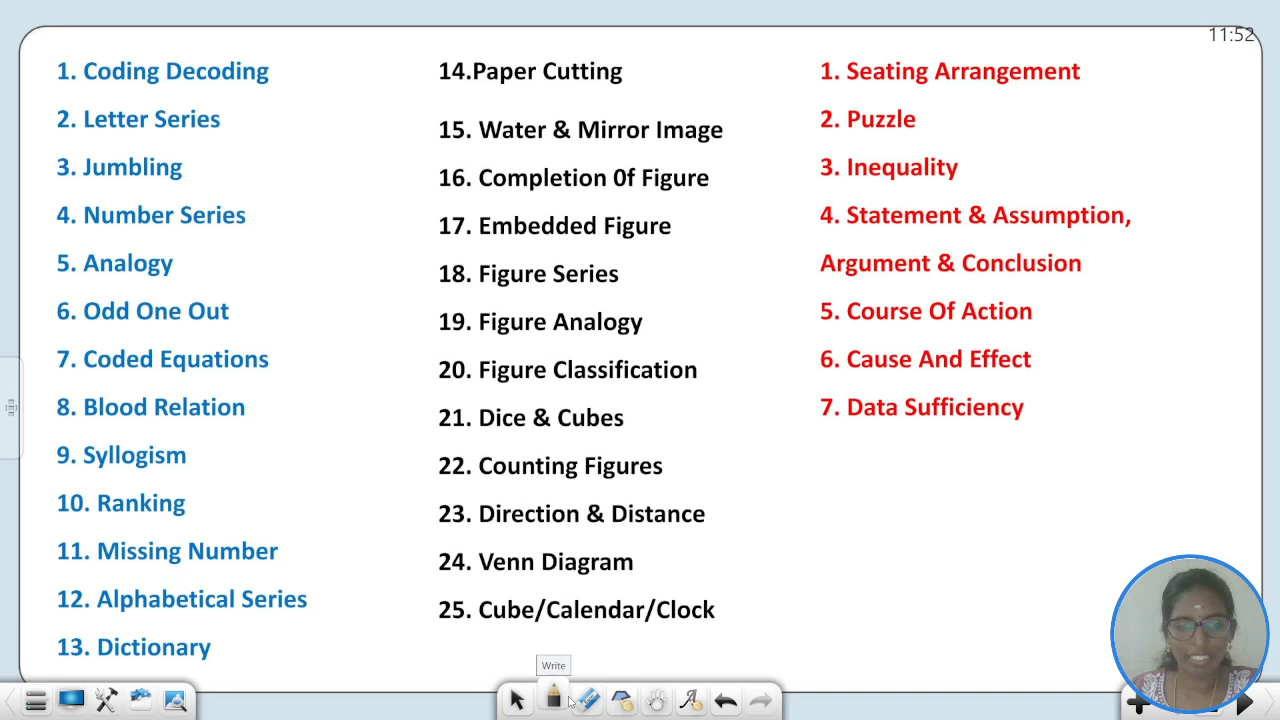 11:52
1. Coding Decoding
2. Letter Series
3. Jumbling
4. Number Series
5. Analogy
6. Odd One Out
7. Coded Equations
8. Blood Relation
9. Syllogism
10. Ranking
11. Missing Number
12. Alphabetical Series
13. Dictionary
14.Paper Cutting
15. Water & Mirror Image
16. Completion 0f Figure
17. Embedded Figure
18. Figure Series
19. Figure Analogy
20. Figure Classification
21. Dice & Cubes
22. Counting Figures
23. Direction & Distance
24. Venn Diagram
25. Cube/Calendar/Clock
1. Seating Arrangement
2. Puzzle
3. Inequality
4. Statement & Assumption,
Argument & Conclusion
5. Course Of Action
6. Cause And Effect
7. Data Sufficiency
Write